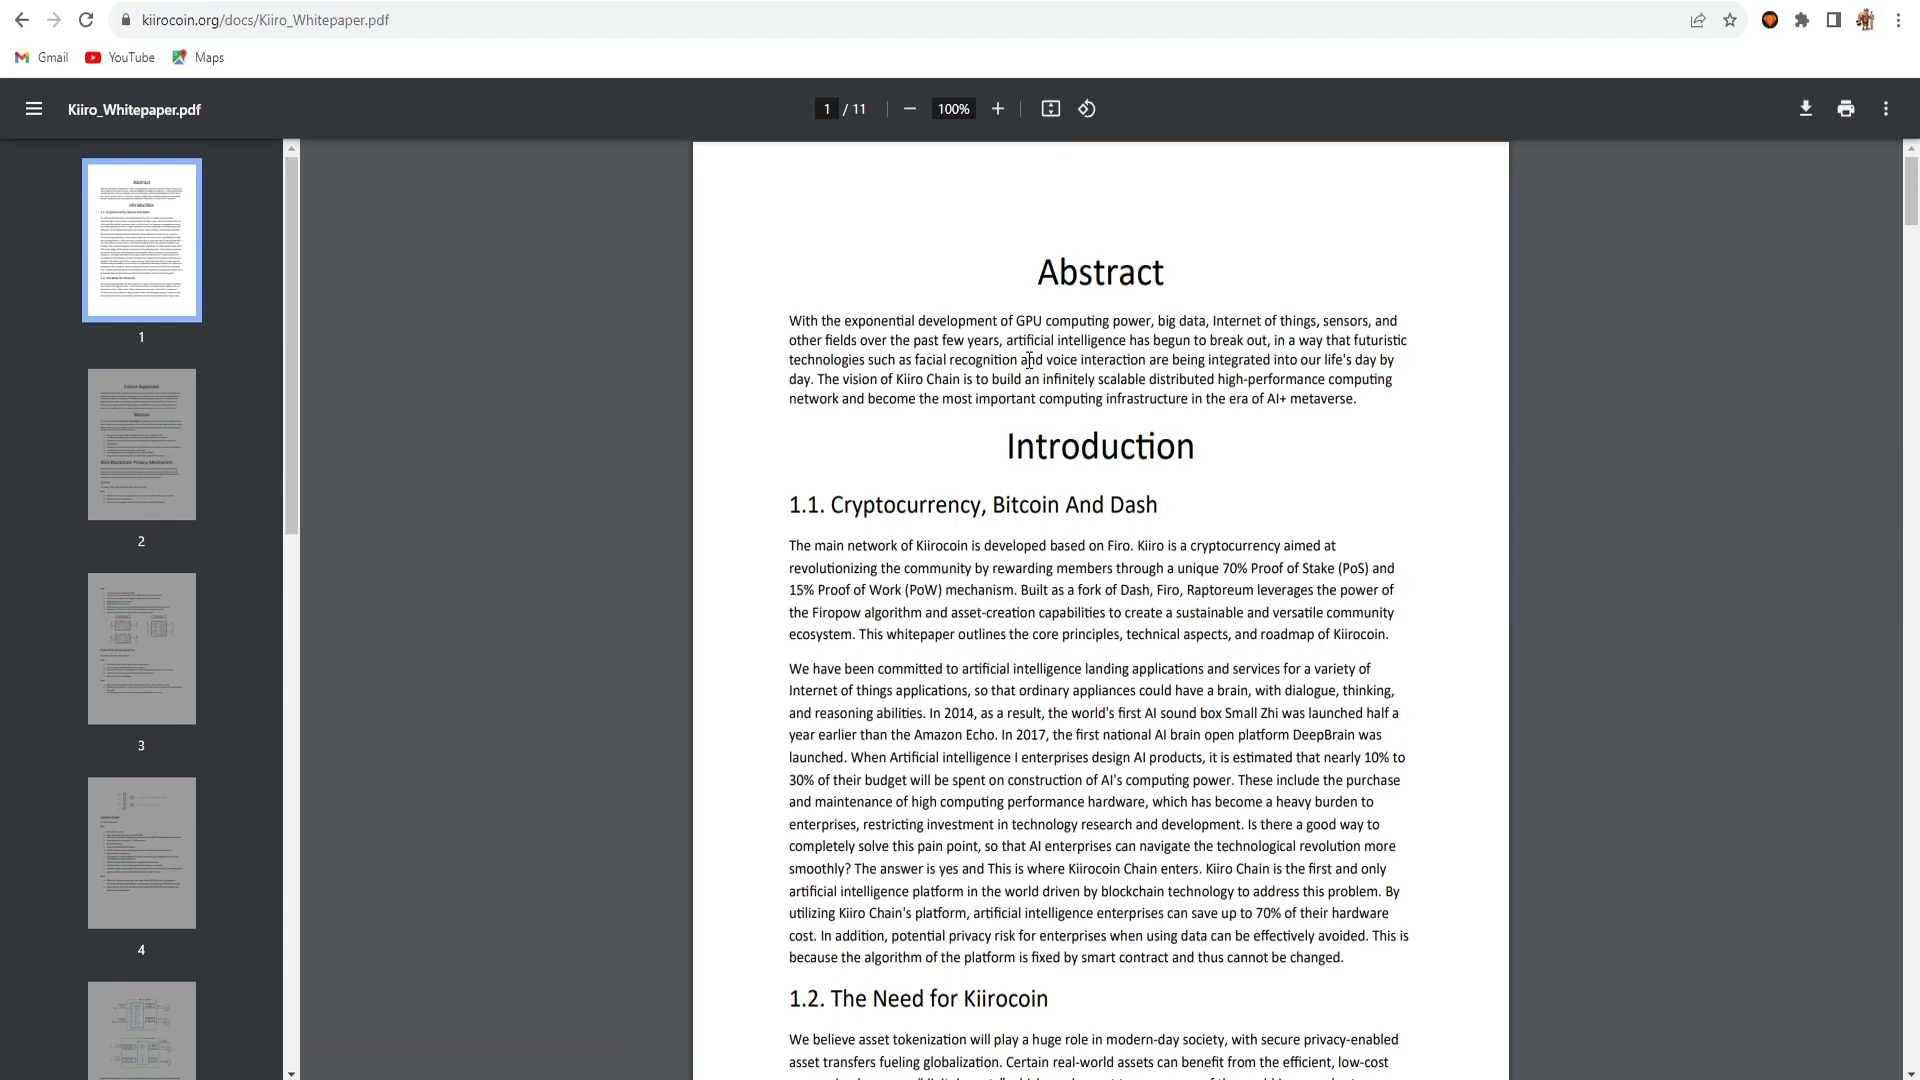 kiirocoin.org/docs/Kiiro_Whitepaper.pdf
Gmail YouTube Maps
Kiiro_Whitepaper.pdf 1 / 11 100%
Abstract
With the exponential development of GPU computing power, big data, Internet of things, sensors, and
other fields over the past few years, artificial intelligence has begun to break out, in a way that futuristic
technologies such as facial recognition and voice interaction are being integrated into our life's day by
day. The vision of Kiiro Chain is to build an infinitely scalable distributed high-performance computing
network and become the most important computing infrastructure in the era of AI+ metaverse.
Introduction
1.1. Cryptocurrency, Bitcoin And Dash
The main network of Kiirocoin is developed based on Firo. Kiiro is a cryptocurrency aimed at
revolutionizing the community by rewarding members through a unique 70% Proof of Stake (PoS) and
15% Proof of Work (PoW) mechanism. Built as a fork of Dash, Firo, Raptoreum leverages the power of
the Firopow algorithm and asset-creation capabilities to create a sustainable and versatile community
ecosystem. This whitepaper outlines the core principles, technical aspects, and roadmap of Kiirocoin.
We have been committed to artificial intelligence landing applications and services for a variety of
Internet of things applications, so that ordinary appliances could have a brain, with dialogue, thinking,
and reasoning abilities. In 2014, as a result, the world's first AI sound box Small Zhi was launched half a
year earlier than the Amazon Echo. In 2017, the first national AI brain open platform DeepBrain was
launched. When Artificial intelligence I enterprises design AI products, it is estimated that nearly 10% to
30% of their budget will be spent on construction of AI's computing power. These include the purchase
and maintenance of high computing performance hardware, which has become a heavy burden to
enterprises, restricting investment in technology research and development. Is there a good way to
completely solve this pain point, so that AI enterprises can navigate the technological revolution more
smoothly? The answer is yes and This is where Kiirocoin Chain enters. Kiiro Chain is the first and only
artificial intelligence platform in the world driven by blockchain technology to address this problem. By
utilizing Kiiro Chain's platform, artificial intelligence enterprises can save up to 70% of their hardware
cost. In addition, potential privacy risk for enterprises when using data can be effectively avoided. This is
because the algorithm of the platform is fixed by smart contract and thus cannot be changed.
1.2. The Need for Kiirocoin
We believe asset tokenization will play a huge role in modern-day society, with secure privacy-enabled
asset transfers fueling globalization. Certain real-world assets can benefit from the efficient, low-cost
1
2
3
4